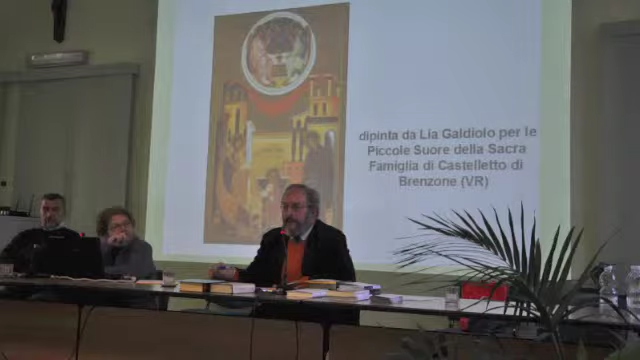 dipinta da Lia Galdiolo per le
Piccole Suore della Sacra
Famiglia di Castelletto di
Brenzone (VR)